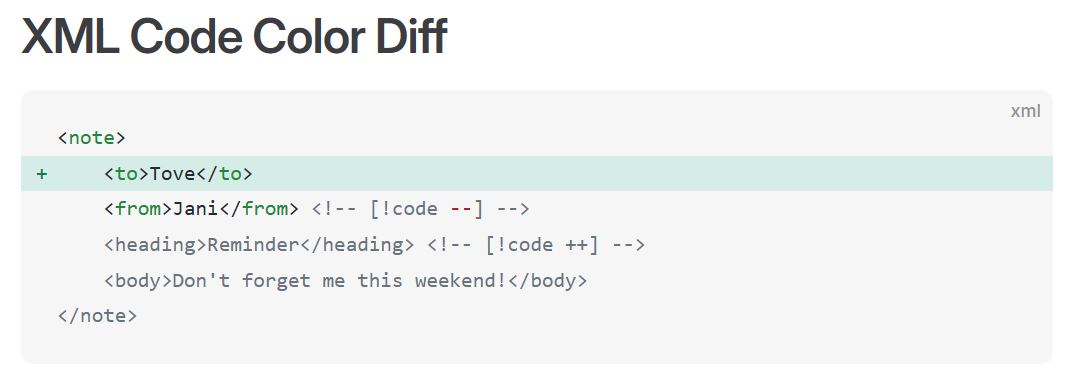 XML Code Color Diff
xml
<note>
+ <to>Tove</to>
<from>Jani</from> <!-- [!code --] -->
<heading>Reminder</heading> <!-- [!code ++] -->
<body>Don't forget me this weekend!</body>
</note>